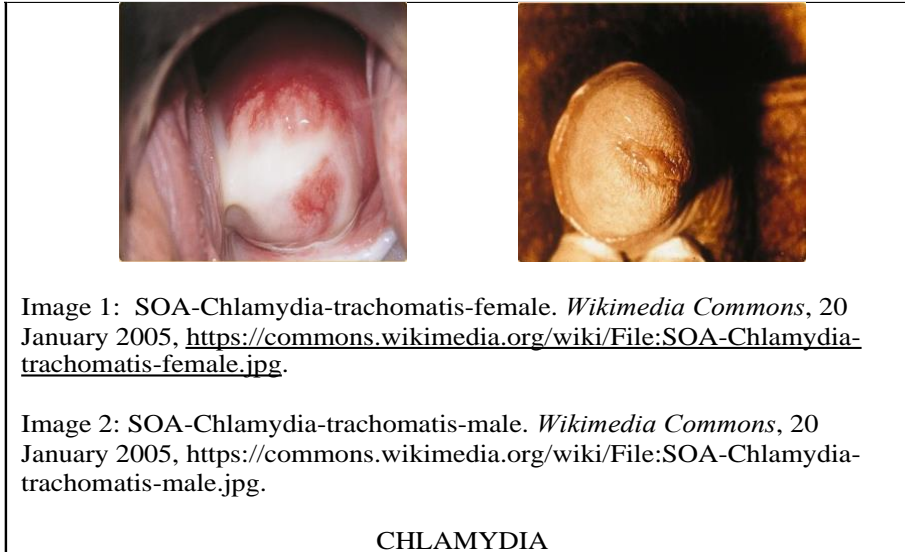 Image 1:  SOA-Chlamydia-trachomatis-female. Wikimedia Commons, 20
January 2005, https://commons.wikimedia.org/wiki/File:SOA-Chlamydia-
trachomatis-female.jpg.
Image 2: SOA-Chlamydia-trachomatis-male. Wikimedia Commons, 20
January 2005, https://commons.wikimedia.org/wiki/File:SOA-Chlamydia-
trachomatis-male.jpg.
CHLAMYDIA